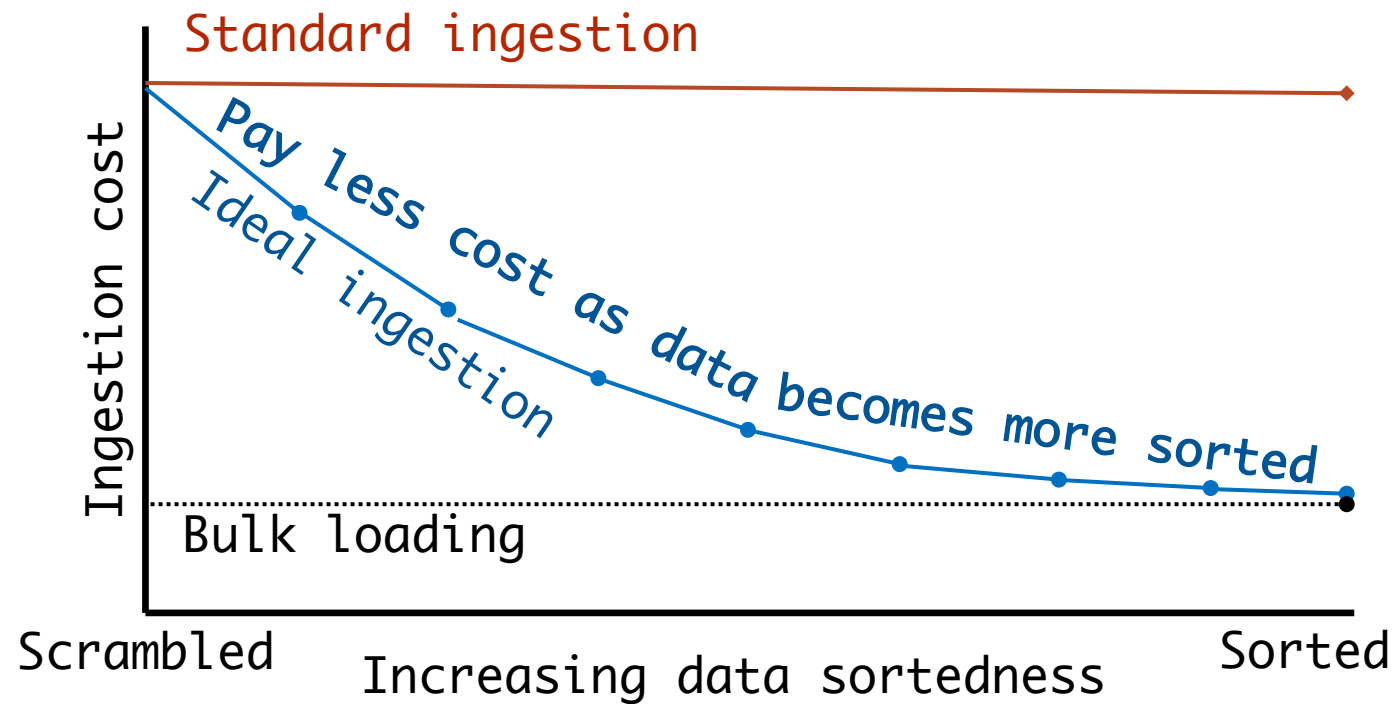 Standard ingestion
Pay less cost as data becomes more sorted
Ideal ingestion
Ingestion cost
Bulk loading
Scrambled
Sorted
Increasing data sortedness